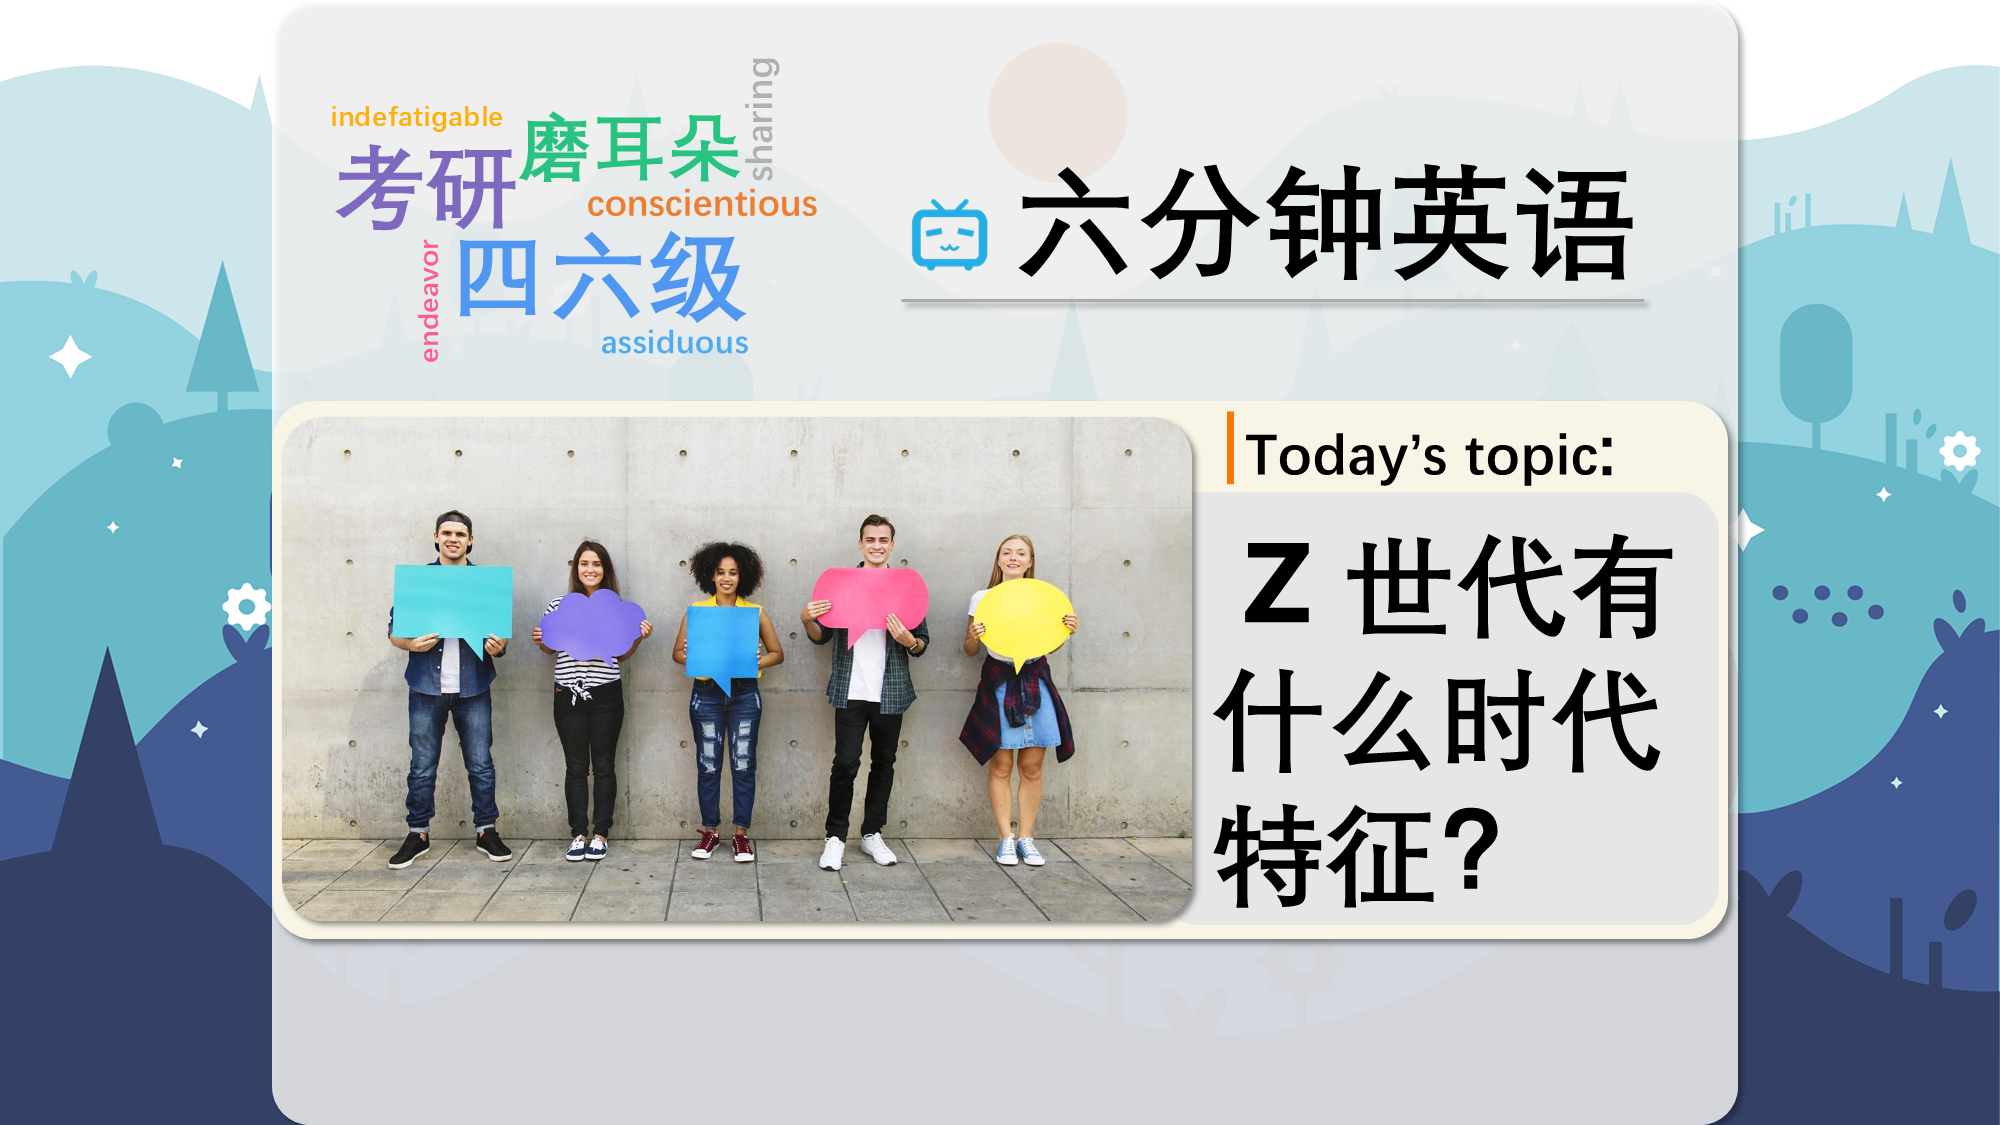 indefatigable
磨耳朵
sharing
考研
conscientious
四六级
endeavor
assiduous
六分钟英语
Today’s topic:
Z 世代有
什么时代
特征?